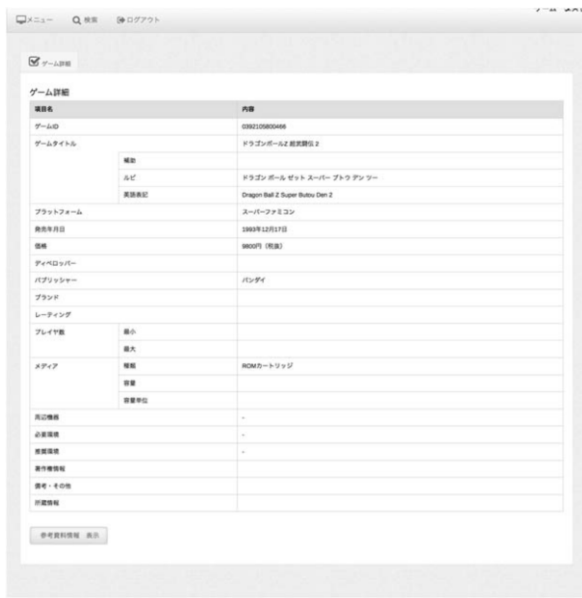 メニュー 検索 ログアウト
ゲーム詳細
ゲーム詳細
項目名 内容
ゲームID 0392105800466
ゲームタイトル ドラゴンボールZ 超武闘伝 2
補助
ルビ ドラゴン ボール ゼット スーパー ブトウ デン ツー
英語表記 Dragon Ball Z Super Butou Den 2
プラットフォーム スーパーファミコン
発売年月日 1993年12月17日
価格 9800円（税抜）
ディベロッパー
パブリッシャー バンダイ
ブランド
レーティング
プレイヤ数 最小
最大
メディア 種類 ROMカートリッジ
容量
容量単位
周辺機器 -
必要環境 -
推奨環境 -
著作権情報
備考・その他
所蔵情報
参考資料情報 表示